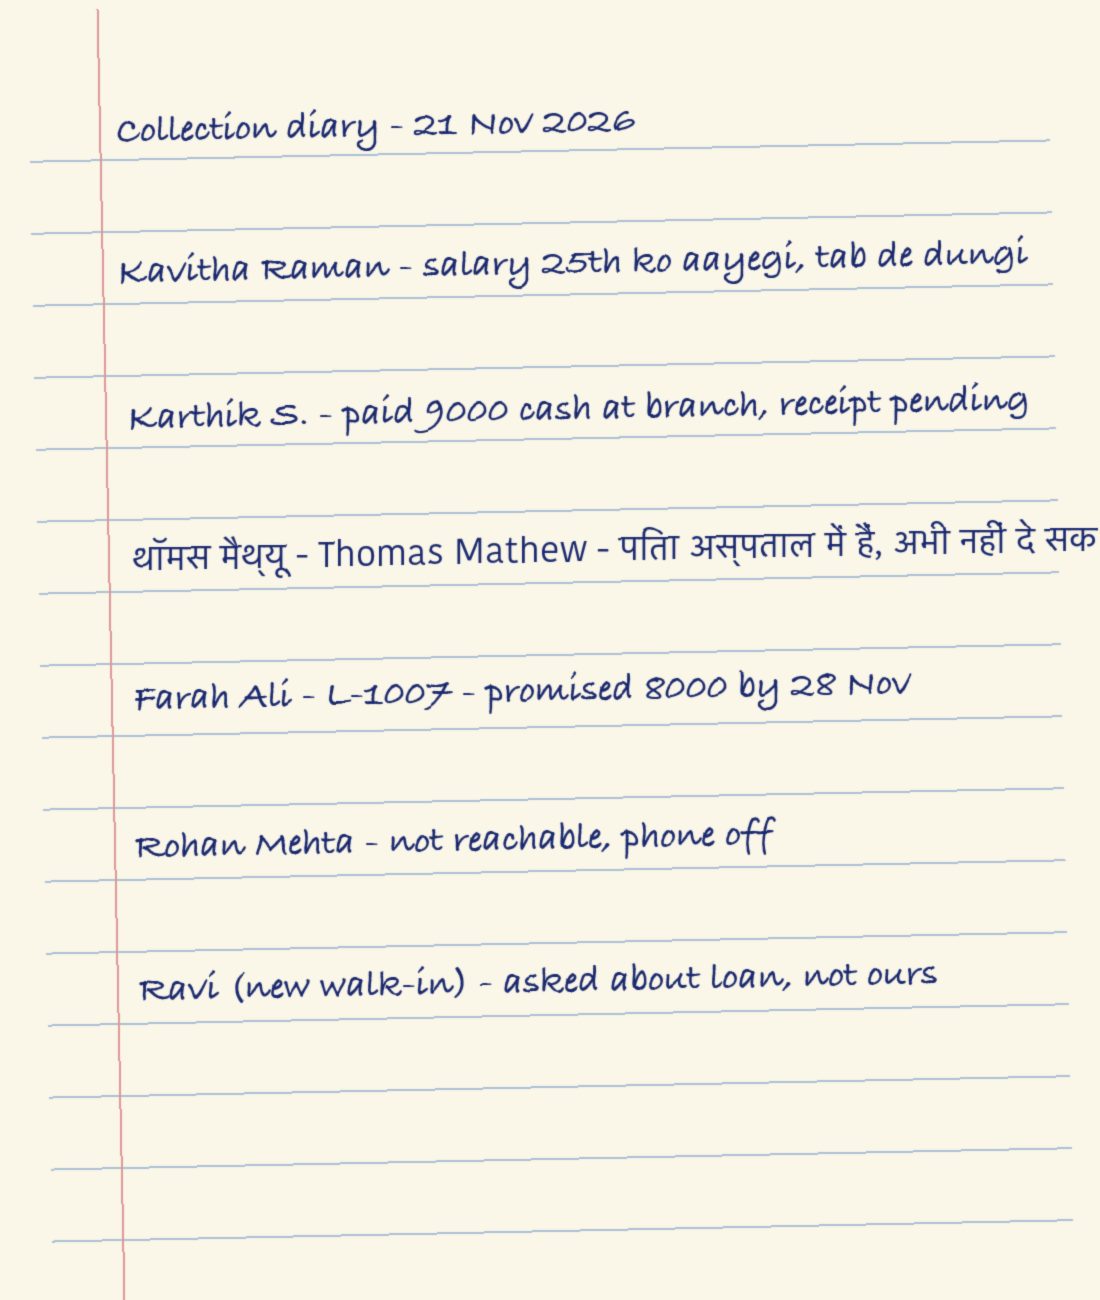 Collection diary - 21 Nov 2026
Kavitha Raman - salary 25th ko aayegi, tab de dungi
Karthik S. - paid 9000 cash at branch, receipt pending
थॉमस मैथ्यू - Thomas Mathew - पिता अस्पताल में हैं, अभी नहीं दे सक
Farah Ali - L-1007 - promised 8000 by 28 Nov
Rohan Mehta - not reachable, phone off
Ravi (new walk-in) - asked about loan, not ours